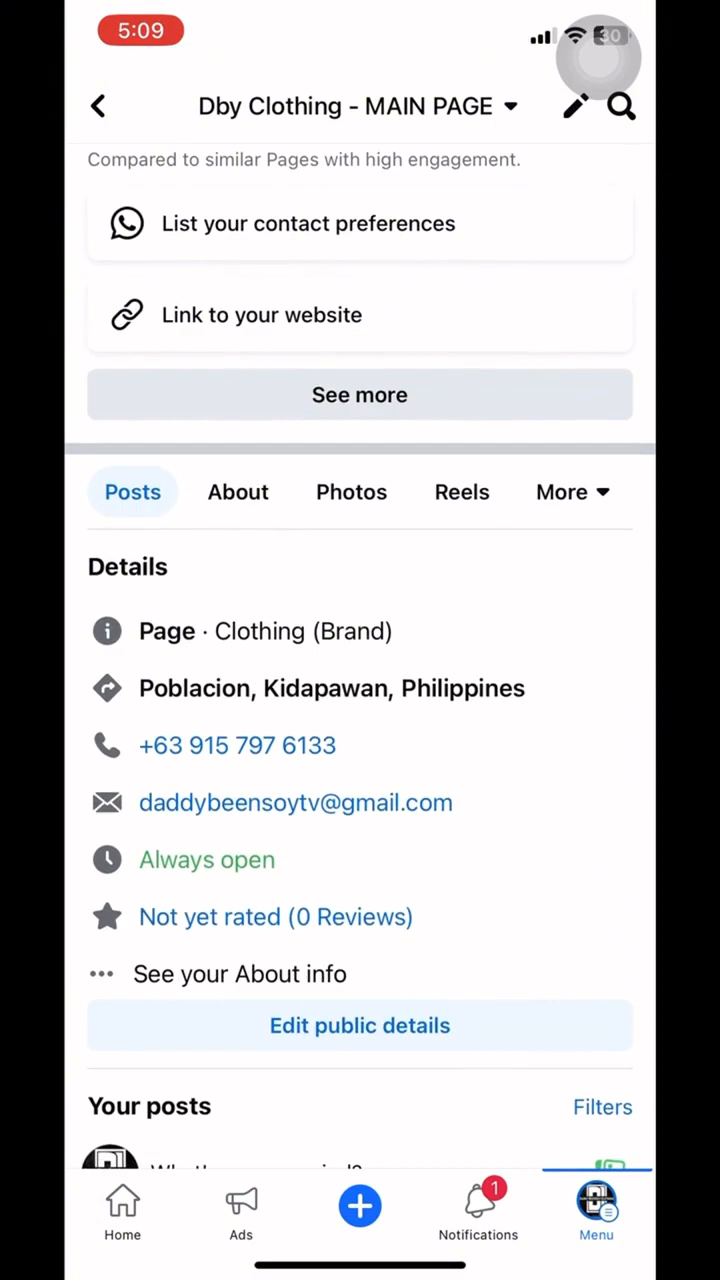 5:09
30
Dby Clothing - MAIN PAGE
Compared to similar Pages with high engagement.
List your contact preferences
Link to your website
See more
Posts About Photos Reels More
Details
Page · Clothing (Brand)
Poblacion, Kidapawan, Philippines
+63 915 797 6133
daddybeensoytv@gmail.com
Always open
Not yet rated (0 Reviews)
See your About info
Edit public details
Your posts Filters
1
Home Ads Notifications Menu